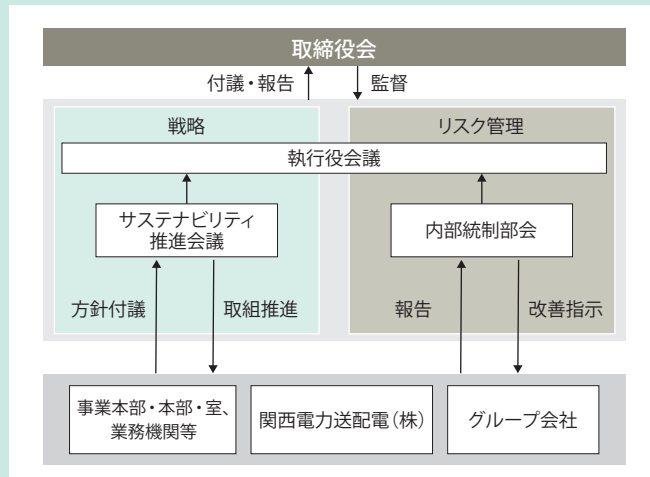 取締役会
付議・報告
監督
戦略
リスク管理
執行役会議
サステナビリティ
推進会議
内部統制部会
方針付議
取組推進
報告
改善指示
事業本部・本部・室、
業務機関等
関西電力送配電(株)
グループ会社